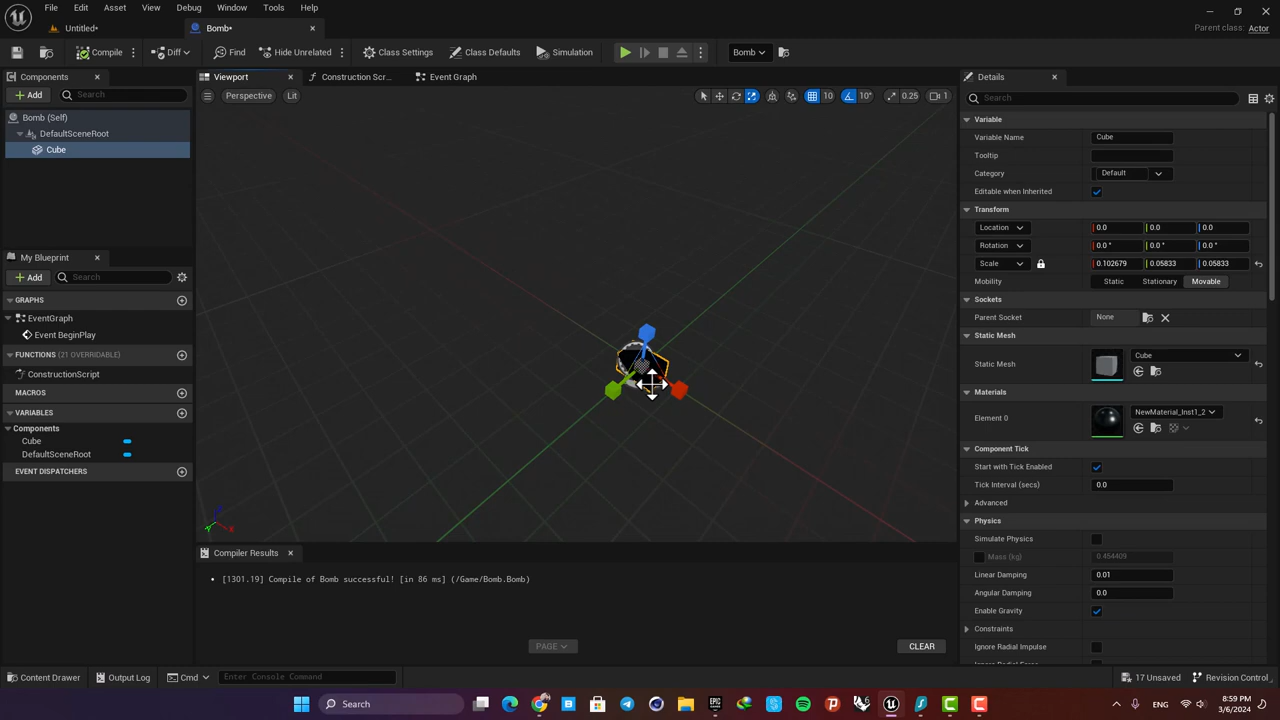 File Edit Asset View Debug Window Tools Help
Untitled* Bomb*
Parent class: Actor
Compile Diff Find Hide Unrelated Class Settings Class Defaults Simulation Bomb
Components
Add Search
Bomb (Self)
DefaultSceneRoot
Cube
My Blueprint
Add Search
GRAPHS
EventGraph
Event BeginPlay
FUNCTIONS (21 OVERRIDABLE)
ConstructionScript
MACROS
VARIABLES
Components
Cube
DefaultSceneRoot
EVENT DISPATCHERS
Viewport Construction Scr... Event Graph
Perspective Lit 10 10° 0.25 1
Z
Y X
Compiler Results
• [1301.19] Compile of Bomb successful! [in 86 ms] (/Game/Bomb.Bomb)
PAGE CLEAR
Details
Search
Variable
Variable Name Cube
Tooltip
Category Default
Editable when Inherited
Transform
Location 0.0 0.0 0.0
Rotation 0.0 ° 0.0 ° 0.0 °
Scale 0.102679 0.05833 0.05833
Mobility Static Stationary Movable
Sockets
Parent Socket None
Static Mesh
Static Mesh Cube
Materials
Element 0 NewMaterial_Inst1_2
Component Tick
Start with Tick Enabled
Tick Interval (secs) 0.0
Advanced
Physics
Simulate Physics
Mass (kg) 0.454409
Linear Damping 0.01
Angular Damping 0.0
Enable Gravity
Constraints
Ignore Radial Impulse
Content Drawer Output Log Cmd Enter Console Command 17 Unsaved Revision Control
Search
8:59 PM
3/6/2024